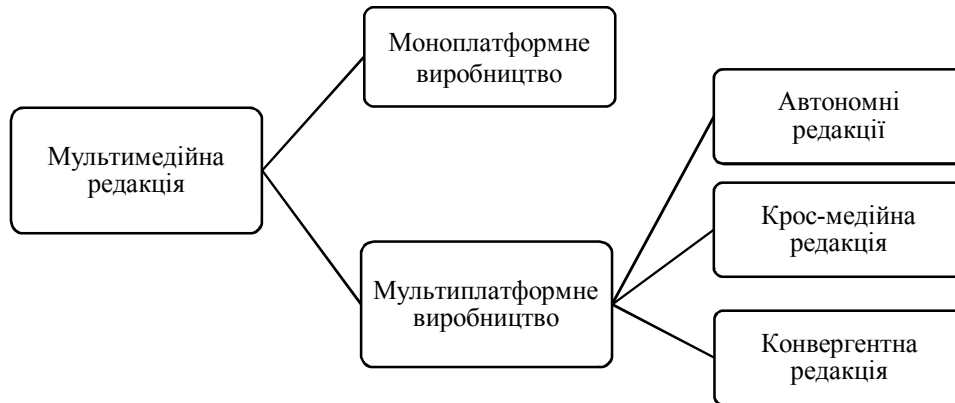 Моноплатформне
виробництво
Автономні
редакції
Мультимедійна
редакція
Крос-медійна
редакція
Мультиплатформне
виробництво
Конвергентна
редакція